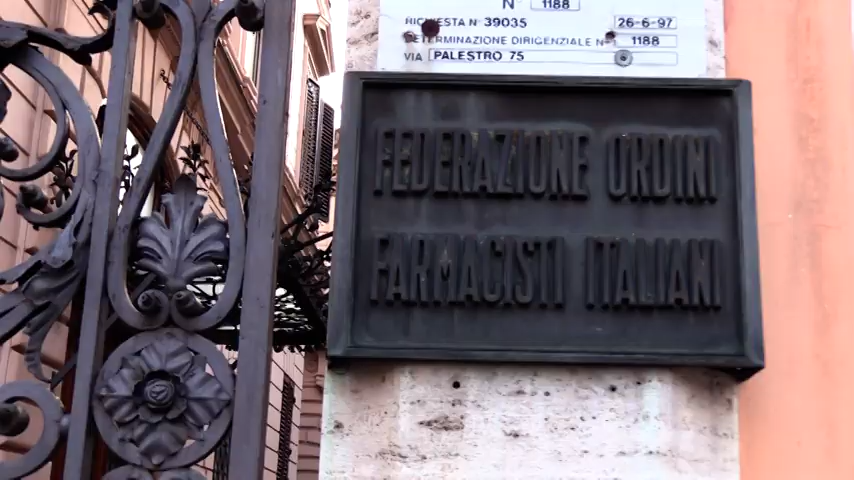 N° 1188
RICHIESTA N° 39035 26-6-97
DETERMINAZIONE DIRIGENZIALE N° 1188
VIA PALESTRO 75
FEDERAZIONE ORDINI
FARMACISTI ITALIANI